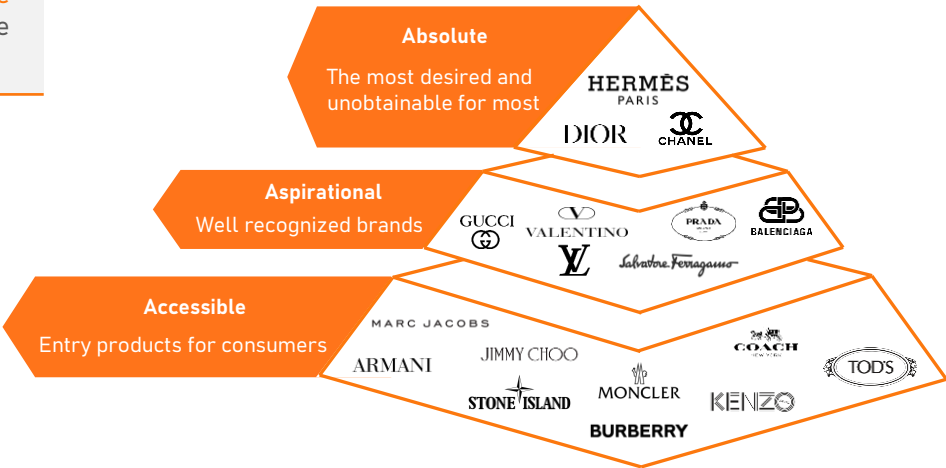 e
e
Absolute
The most desired and
unobtainable for most
HERMÈS
PARIS
DIOR
CHANEL
Aspirational
Well recognized brands
GUCCI
VALENTINO
PRADA
MILANO
BALENCIAGA
LV
Salvatore Ferragamo
Accessible
Entry products for consumers
MARC JACOBS
ARMANI
JIMMY CHOO
COACH
NEW YORK
TOD'S
STONE ISLAND
MONCLER
KENZO
BURBERRY